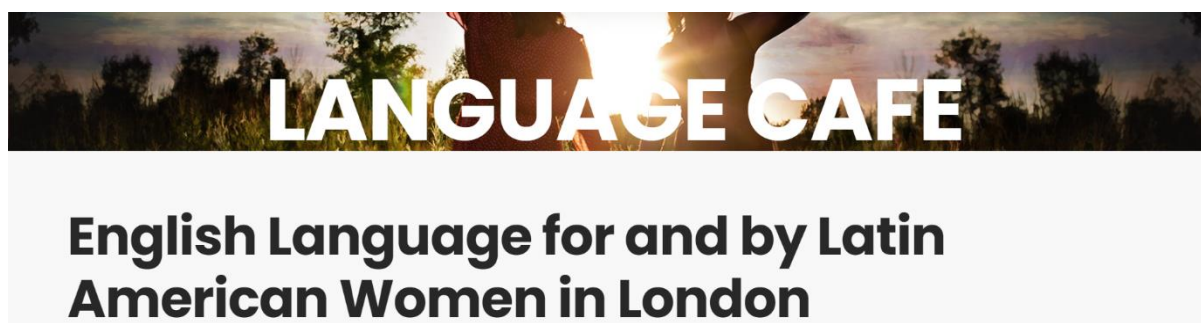 LANGUAGE CAFE
English Language for and by Latin
American Women in London